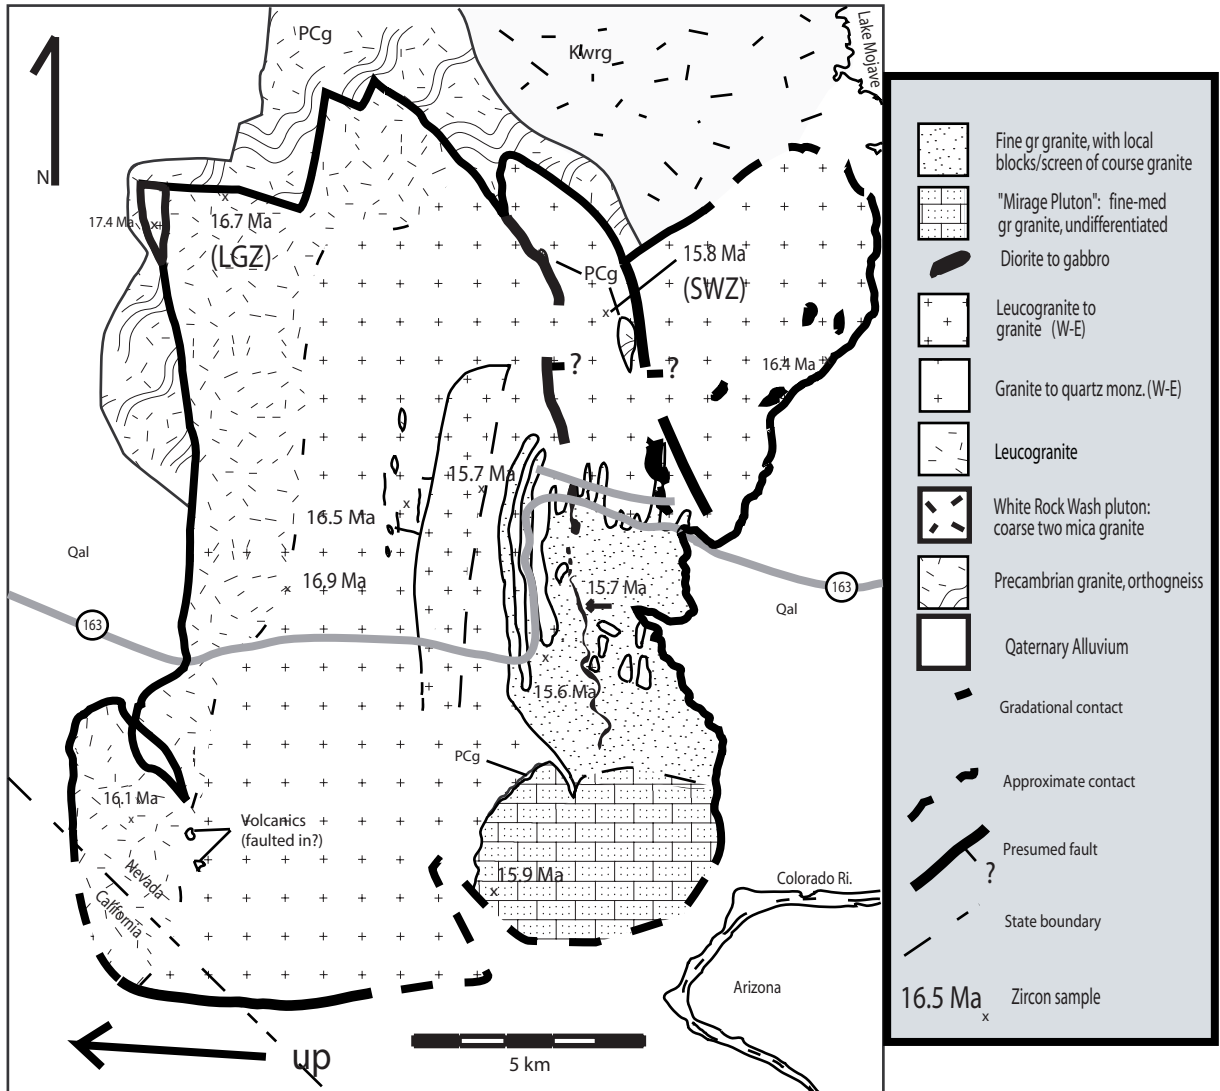 PCg
Kwrg
Lake Mojave
N
17.4 Ma
x
16.7 Ma
x
(LGZ)
PCg
15.8 Ma
x
(SWZ)
?
?
16.4 Ma
15.7 Ma
x
16.5 Ma
x
16.9 Ma
x
15.7 Ma
Qal
Qal
163
163
15.6 Ma
x
PCg
16.1 Ma
x
Volcanics
(faulted in?)
15.9 Ma
x
Nevada
California
Colorado Ri.
Arizona
up
5 km
Fine gr granite, with local
blocks/screen of course granite
"Mirage Pluton": fine-med
gr granite, undifferentiated
Diorite to gabbro
Leucogranite to
granite (W-E)
Granite to quartz monz. (W-E)
Leucogranite
White Rock Wash pluton:
coarse two mica granite
Precambrian granite, orthogneiss
Qaternary Alluvium
Gradational contact
Approximate contact
Presumed fault
?
State boundary
16.5 Ma
x
Zircon sample